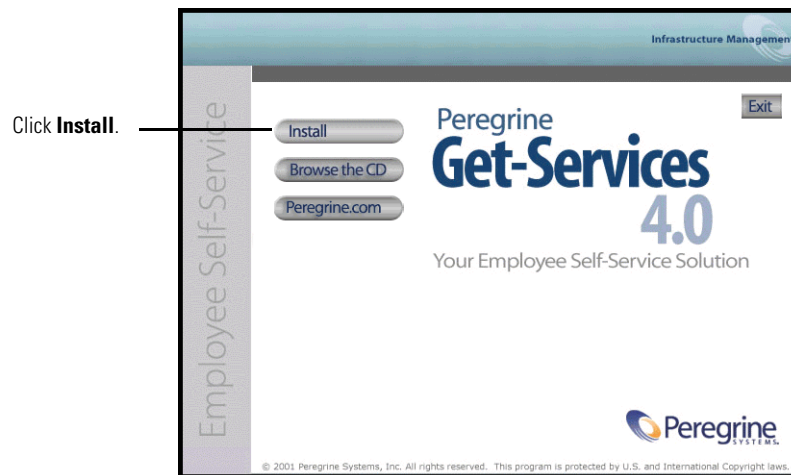 Infrastructure Management
Click Install.
Employee Self-Service
Install
Browse the CD
Peregrine.com
Exit
Peregrine
Get-Services
4.0
Your Employee Self-Service Solution
Peregrine
SYSTEMS.
© 2001 Peregrine Systems, Inc. All rights reserved. This program is protected by U.S. and International Copyright laws.